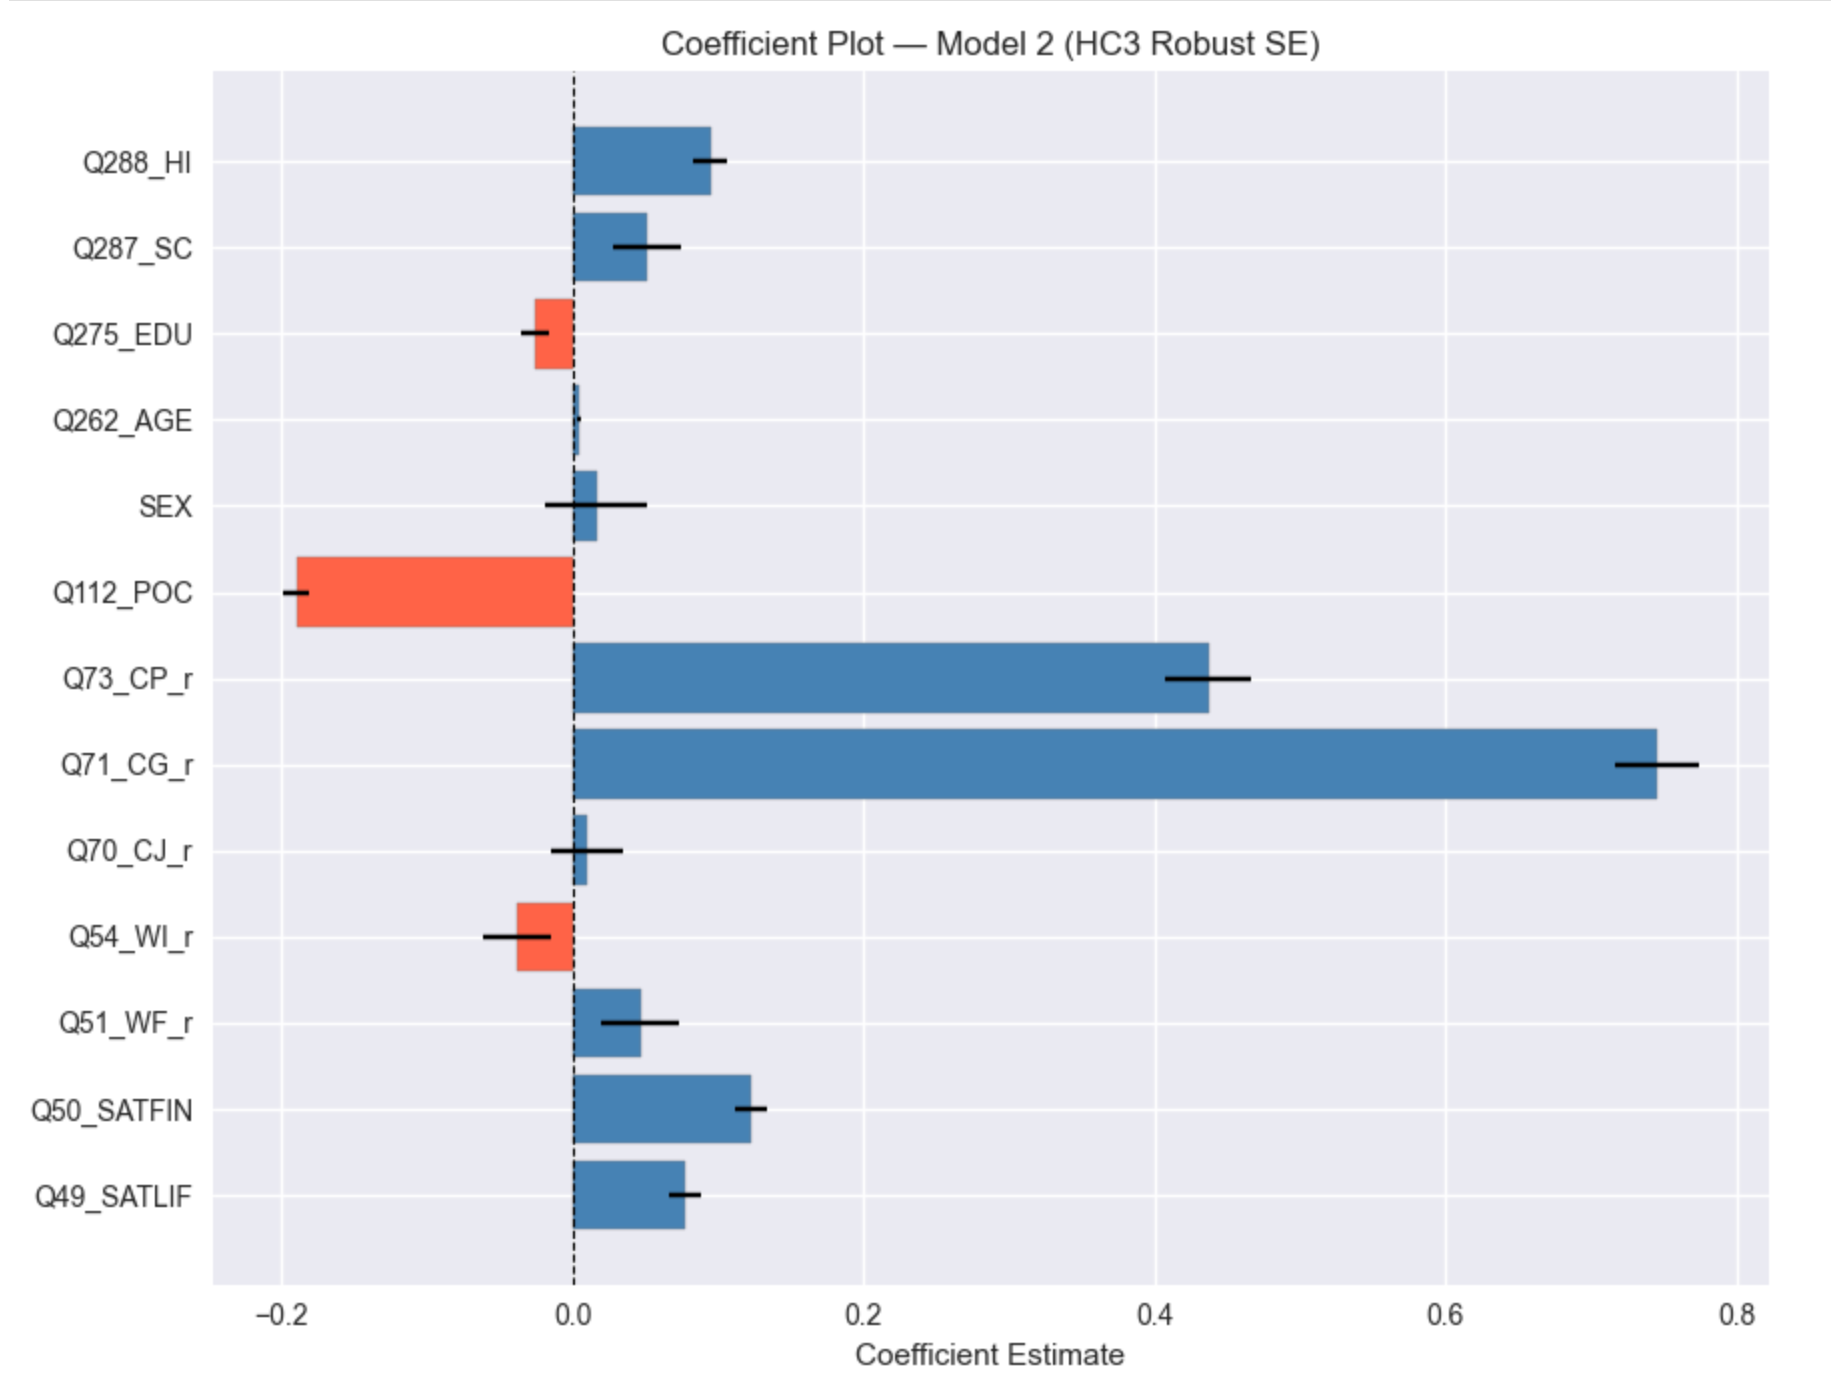 Coefficient Plot — Model 2 (HC3 Robust SE)
Q288_HI
Q287_SC
Q275_EDU
Q262_AGE
SEX
Q112_POC
Q73_CP_r
Q71_CG_r
Q70_CJ_r
Q54_WI_r
Q51_WF_r
Q50_SATFIN
Q49_SATLIF
−0.2 0.0 0.2 0.4 0.6 0.8
Coefficient Estimate